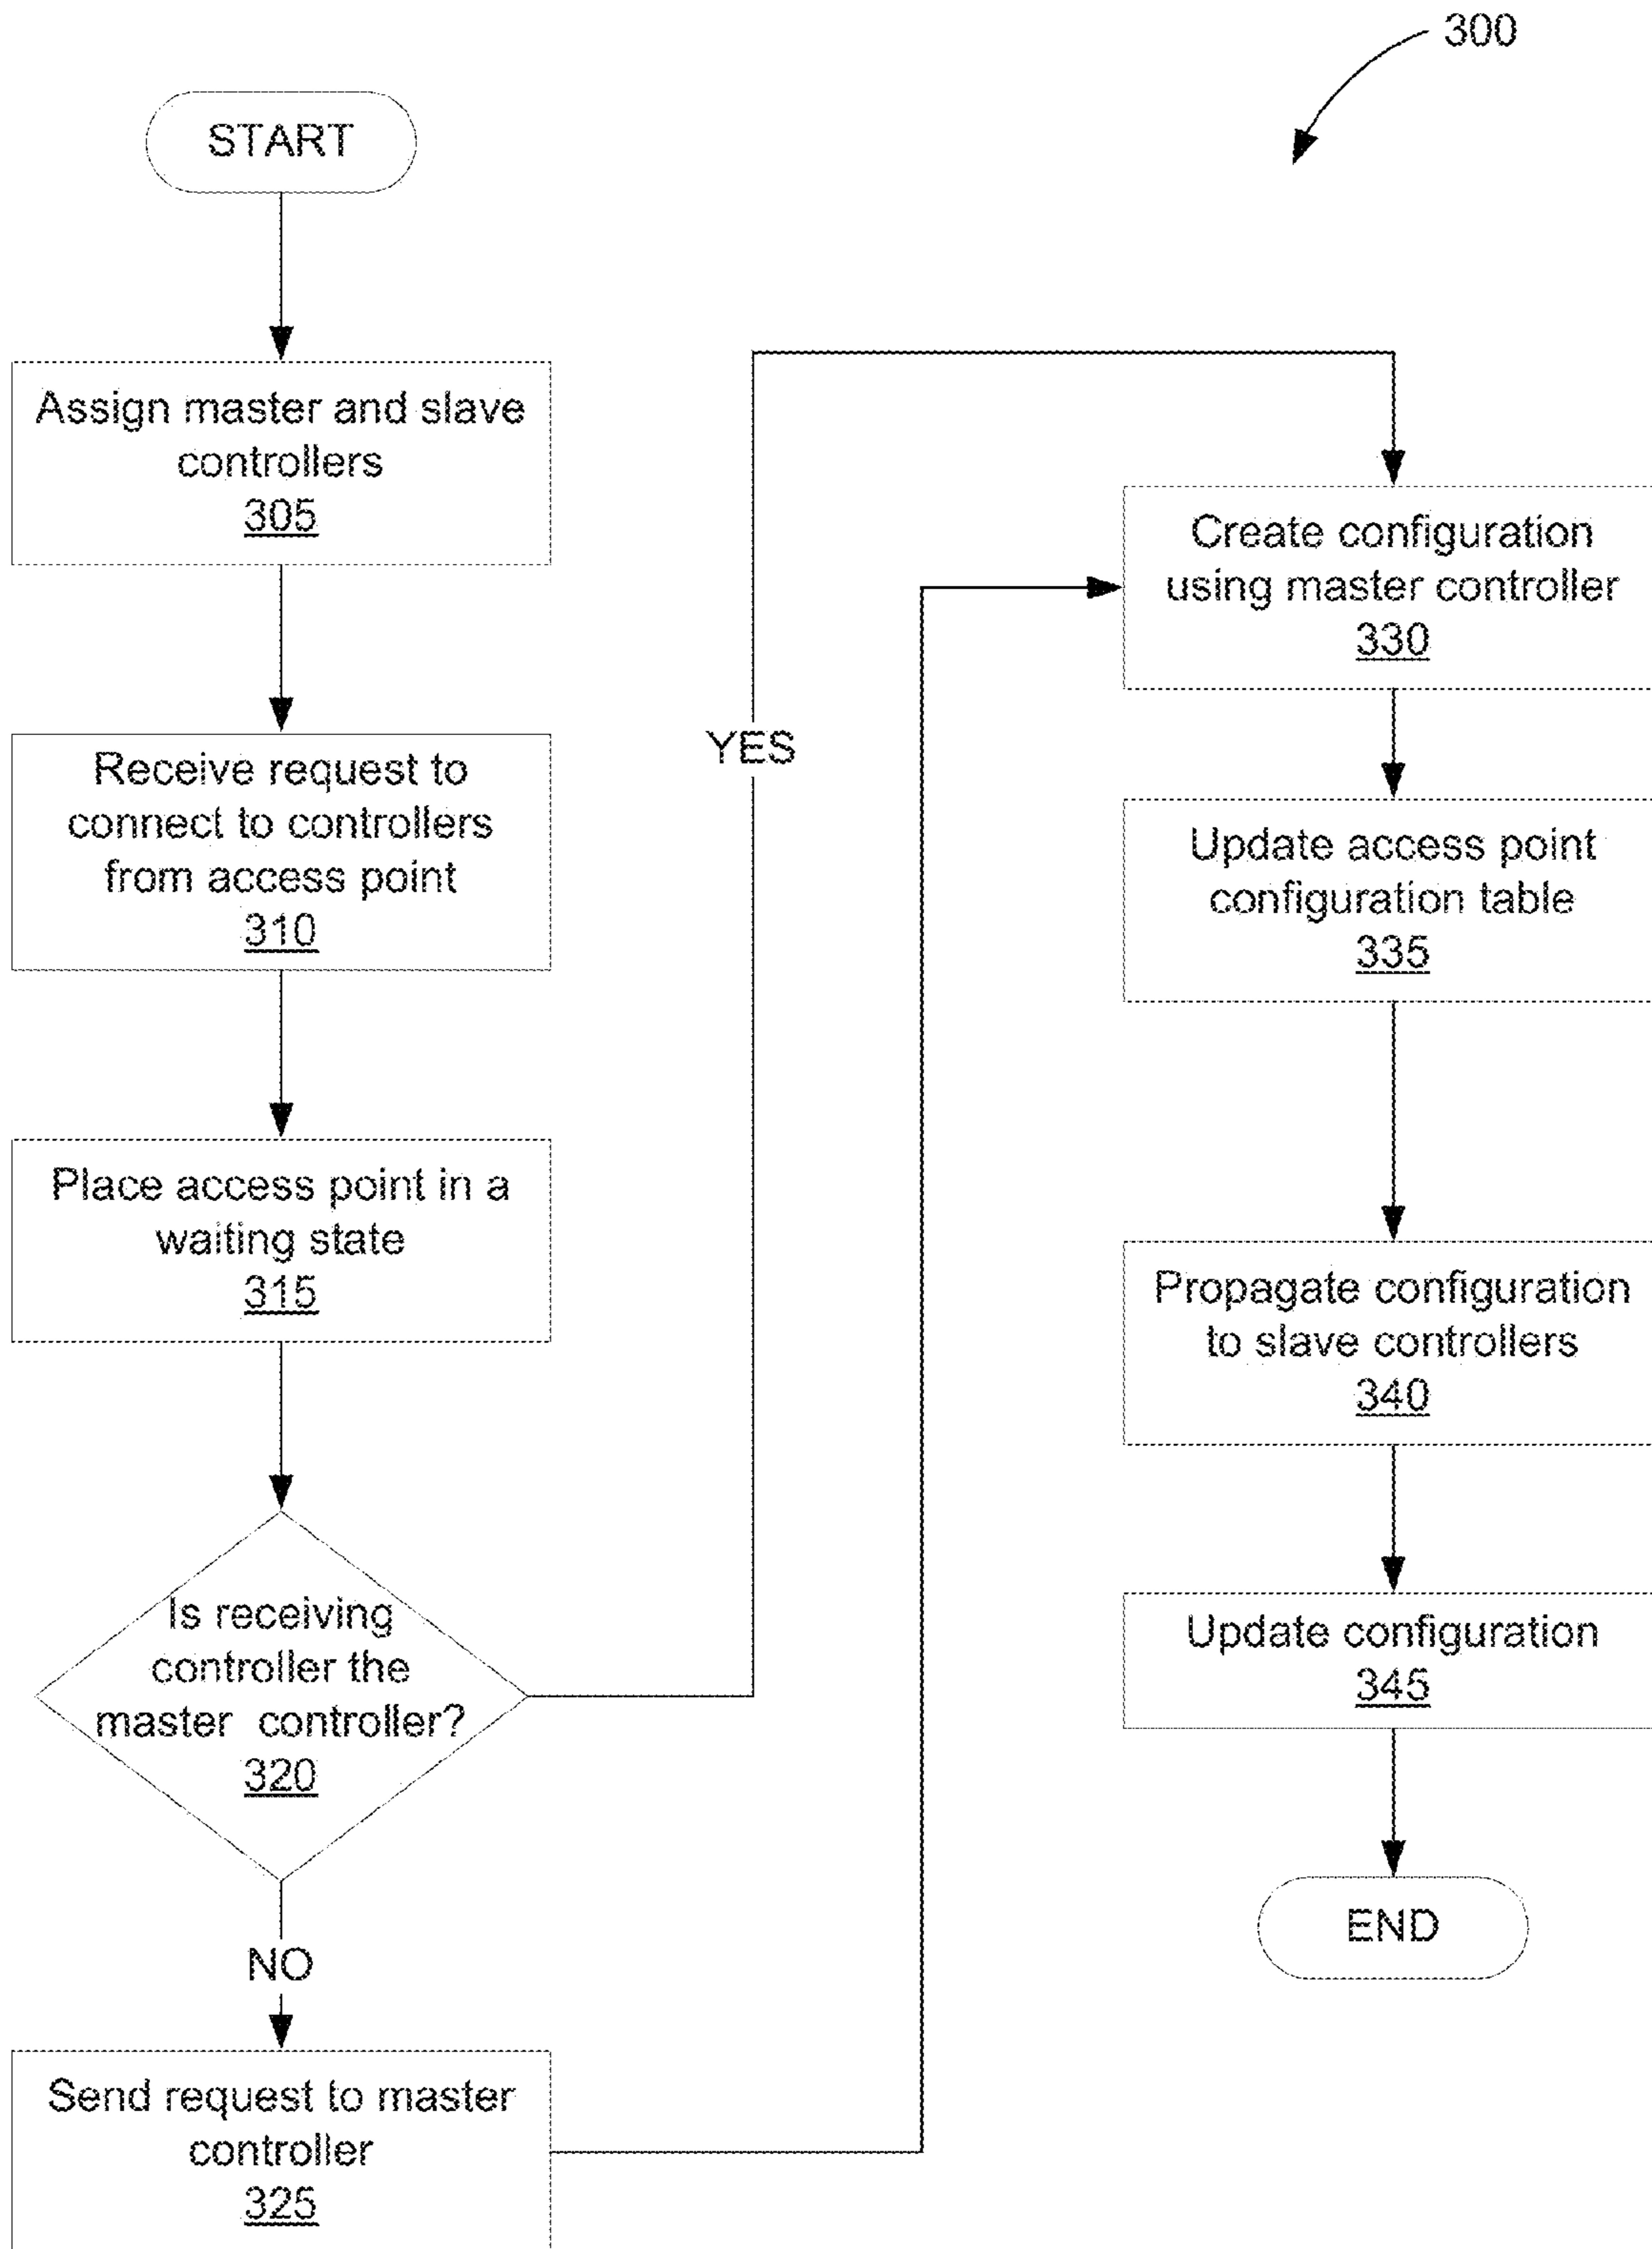 300
START
Assign master and slave
controllers
305
Receive request to
connect to controllers
from access point
310
Place access point in a
waiting state
315
Is receiving
controller the
master controller?
320
NO
Send request to master
controller
325
YES
Create configuration
using master controller
330
Update access point
configuration table
335
Propagate configuration
to slave controllers
340
Update configuration
345
END